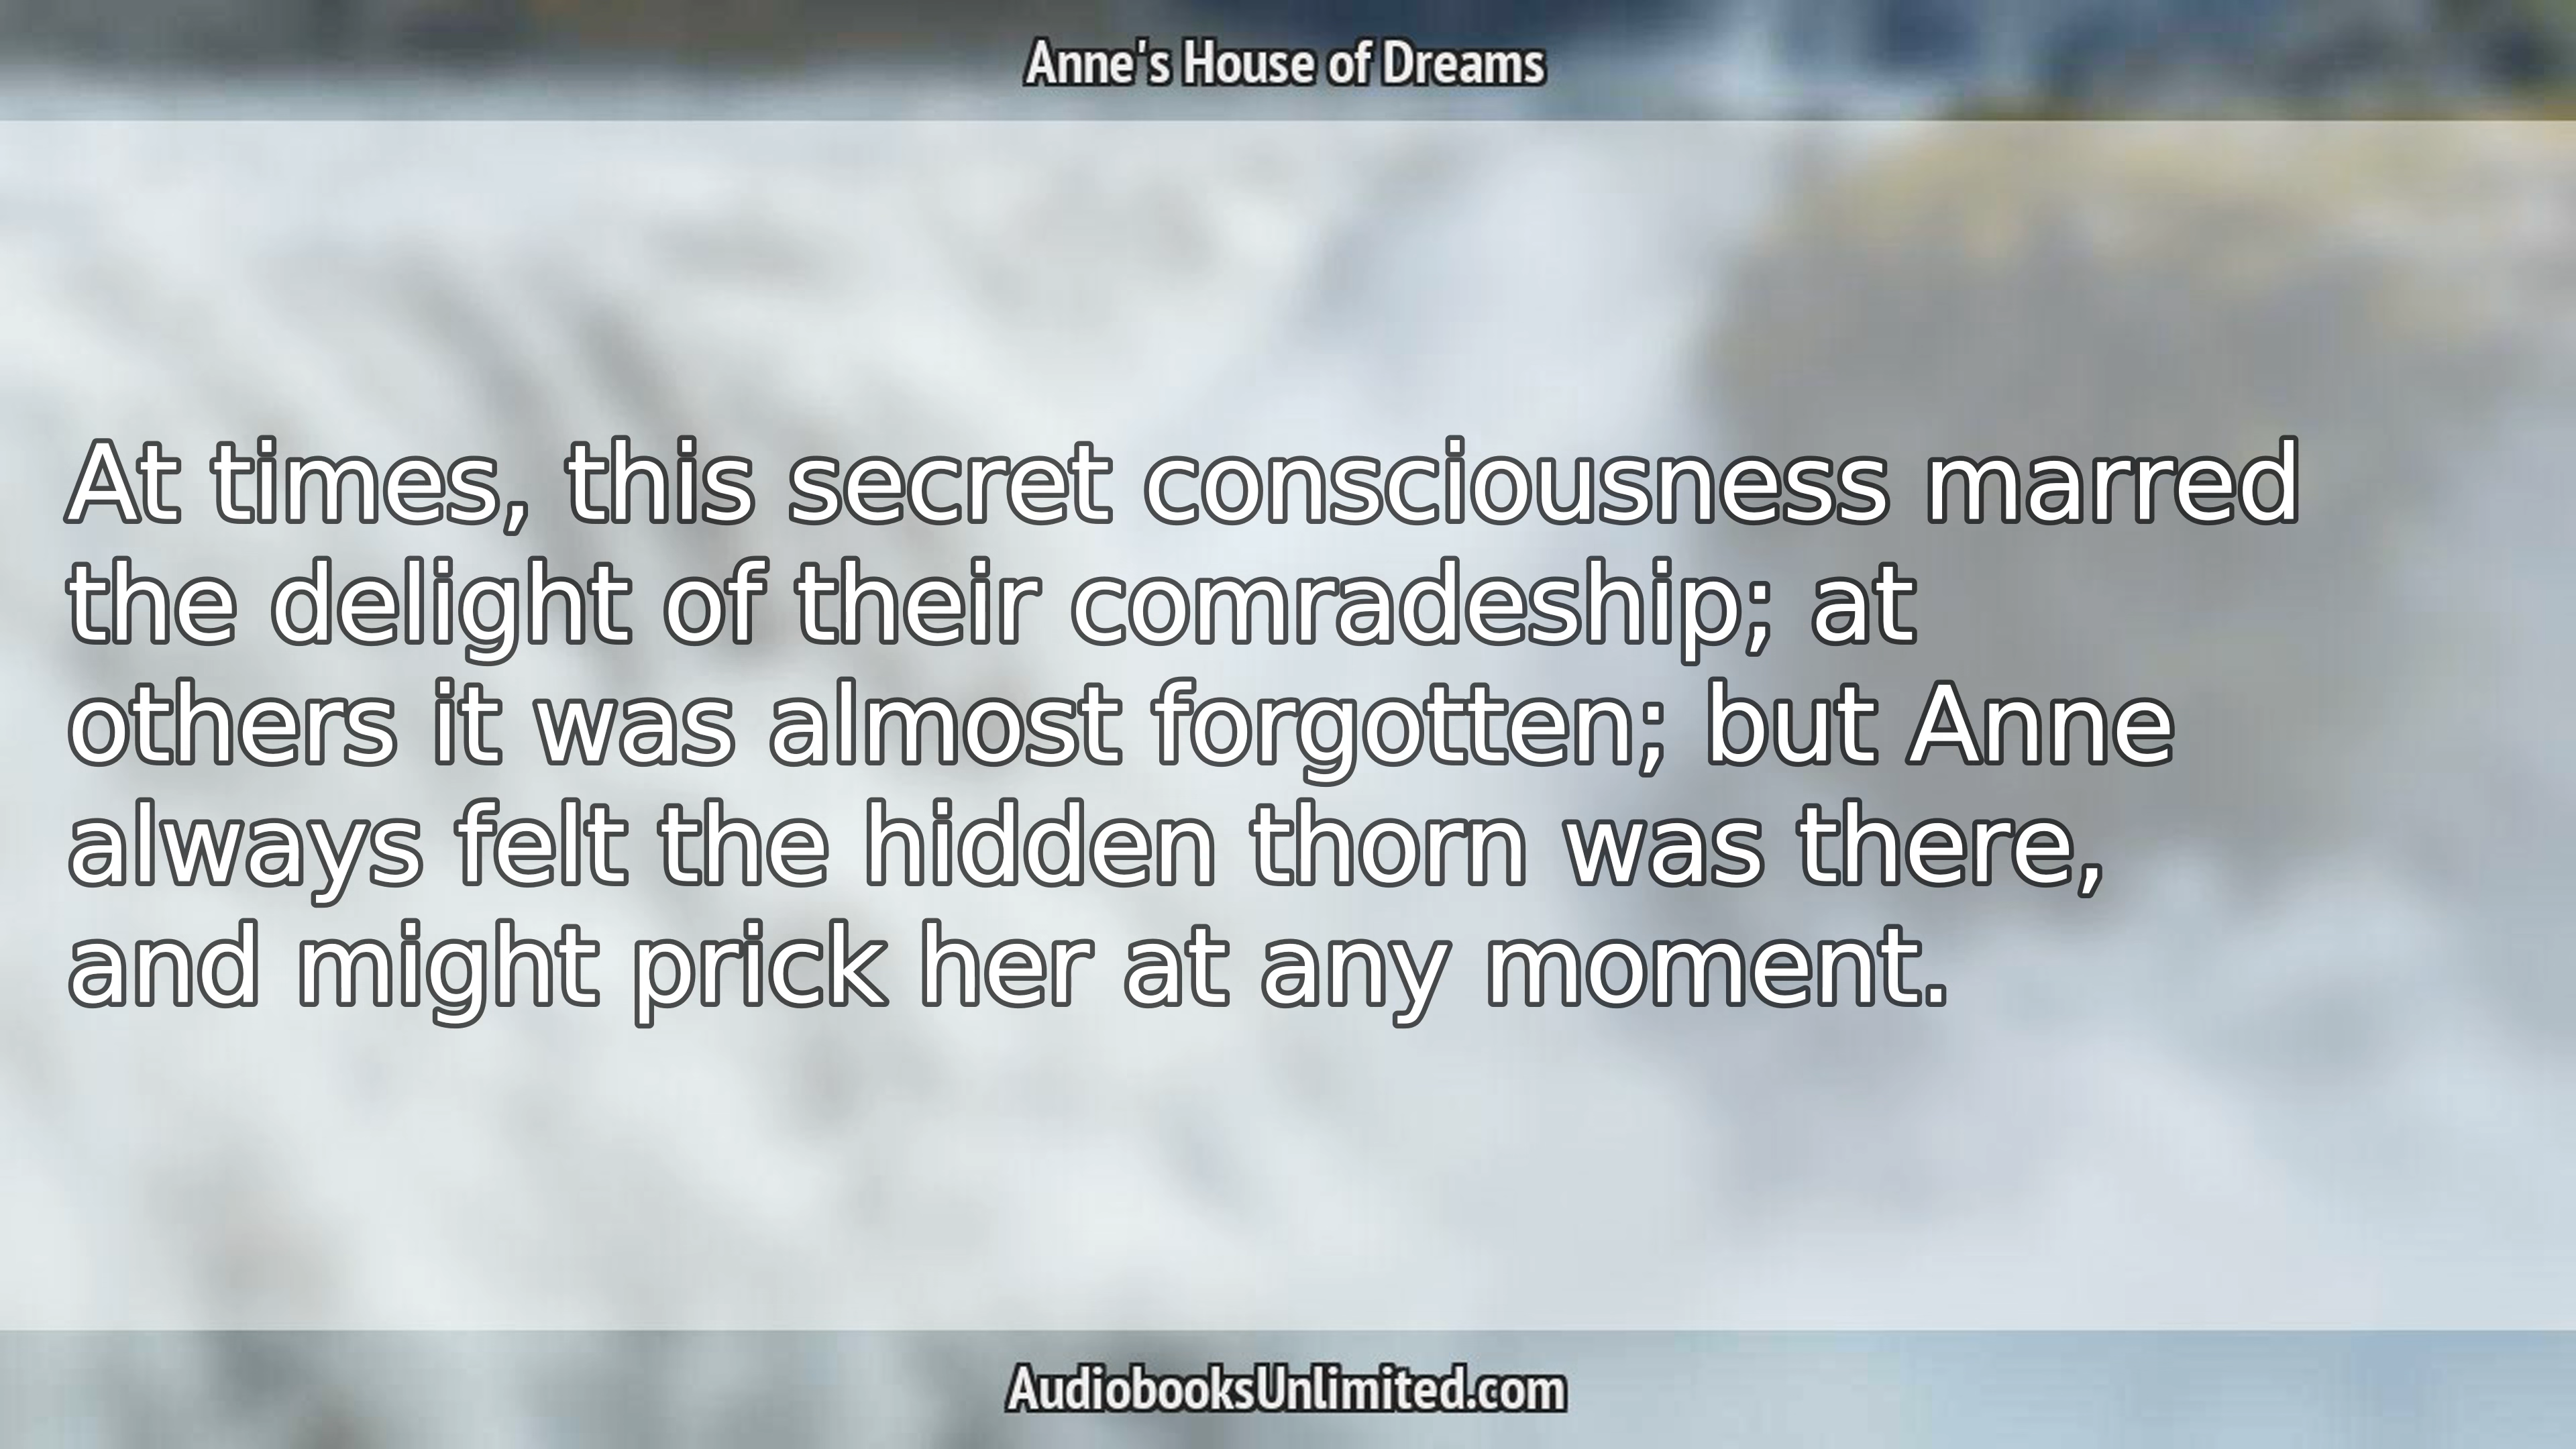 Anne's House of Dreams
At times, this secret consciousness marred
the delight of their comradeship; at
others it was almost forgotten; but Anne
always felt the hidden thorn was there,
and might prick her at any moment.
AudiobooksUnlimited.com